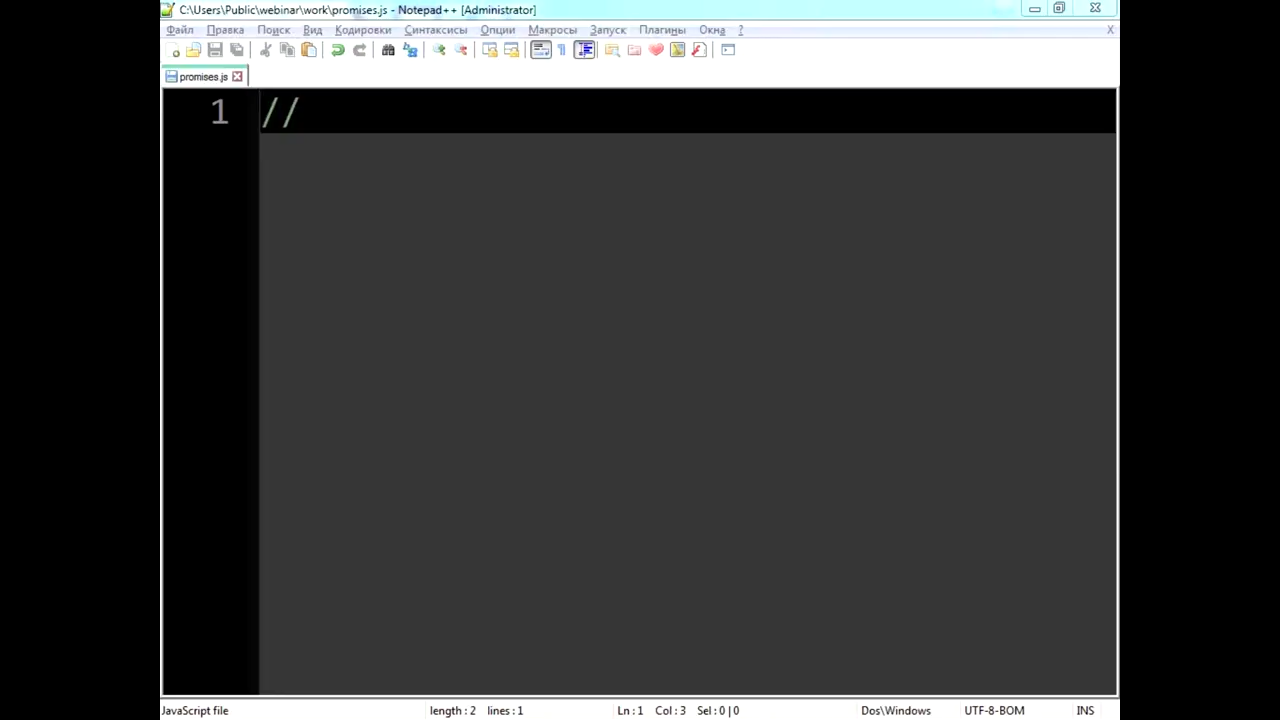 C:\Users\Public\webinar\work\promises.js - Notepad++ [Administrator]
Файл Правка Поиск Вид Кодировки Синтаксисы Опции Макросы Запуск Плагины Окна ? X
promises.js
1 //
JavaScript file length : 2 lines : 1 Ln : 1 Col : 3 Sel : 0 | 0 Dos\Windows UTF-8-BOM INS